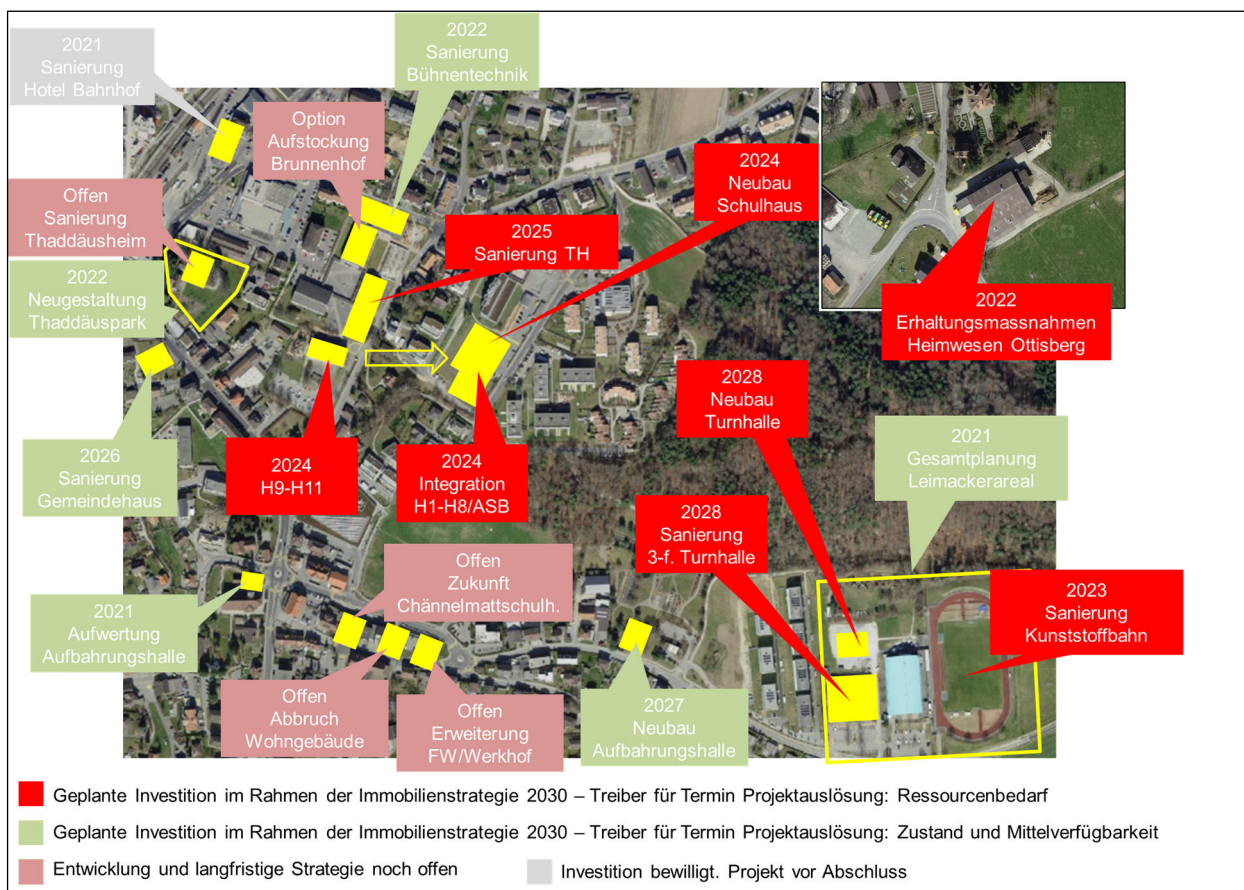 2021
Sanierung
Hotel Bahnhof
2022
Sanierung
Bühnentechnik
Option
Aufstockung
Brunnenhof
Offen
Sanierung
Thaddäusheim
2022
Neugestaltung
Thaddäuspark
2025
Sanierung TH
2024
Neubau
Schulhaus
2022
Erhaltungsmassnahmen
Heimwesen Ottisberg
2026
Sanierung
Gemeindehaus
2024
H9-H11
2024
Integration
H1-H8/ASB
2028
Neubau
Turnhalle
2021
Gesamtplanung
Leimackerareal
2028
Sanierung
3-f. Turnhalle
2023
Sanierung
Kunststoffbahn
2021
Aufwertung
Aufbahrungshalle
Offen
Zukunft
Chännelmattschulh.
Offen
Abbruch
Wohngebäude
Offen
Erweiterung
FW/Werkhof
2027
Neubau
Aufbahrungshalle
Geplante Investition im Rahmen der Immobilienstrategie 2030 – Treiber für Termin Projektauslösung: Ressourcenbedarf
Geplante Investition im Rahmen der Immobilienstrategie 2030 – Treiber für Termin Projektauslösung: Zustand und Mittelverfügbarkeit
Entwicklung und langfristige Strategie noch offen
Investition bewilligt. Projekt vor Abschluss